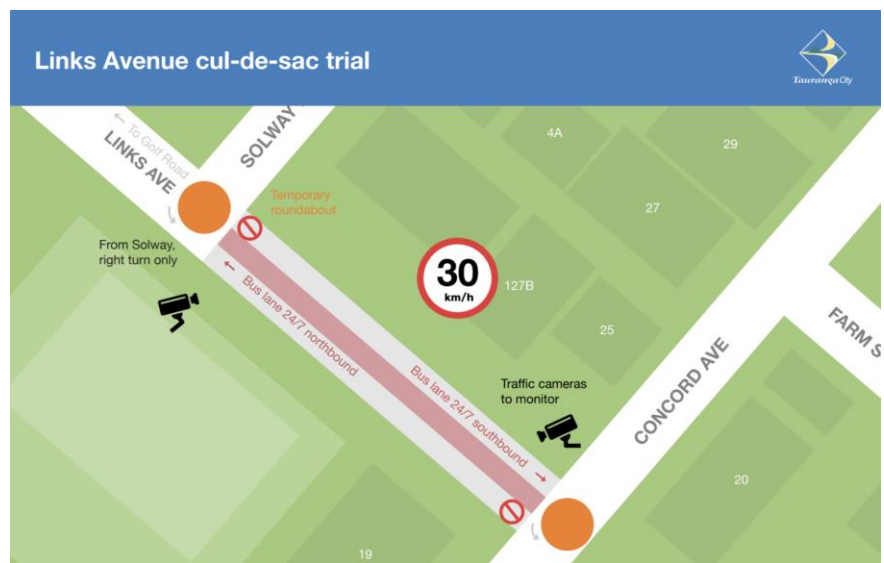 Links Avenue cul-de-sac trial
Tauranga City
← To Golf Road
LINKS AVE
SOLWAY
Temporary
roundabout
From Solway,
right turn only
4A
29
27
30
km/h
127B
25
← Bus lane 24/7 northbound
Bus lane 24/7 southbound →
Traffic cameras
to monitor
CONCORD AVE
FARM S
20
19